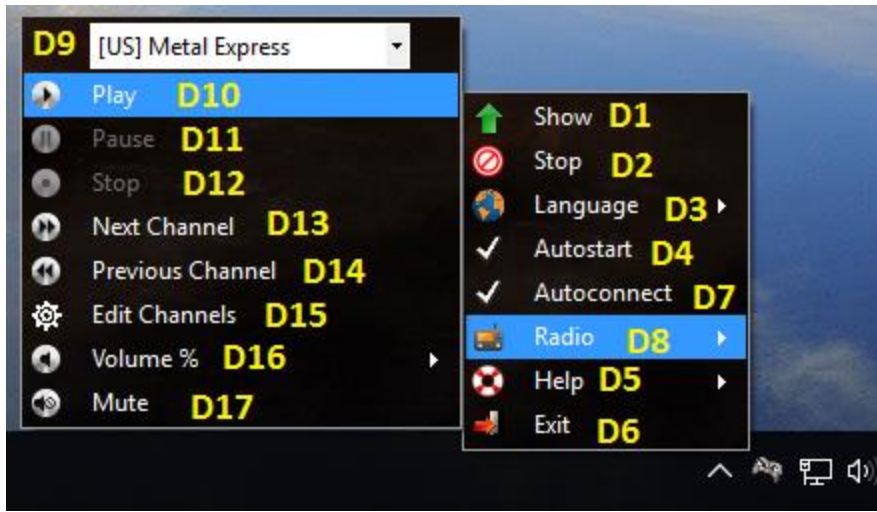 D9 [US] Metal Express
Play D10
Pause D11
Stop D12
Next Channel D13
Previous Channel D14
Edit Channels D15
Volume % D16
Mute D17
Show D1
Stop D2
Language D3
Autostart D4
Autoconnect D7
Radio D8
Help D5
Exit D6